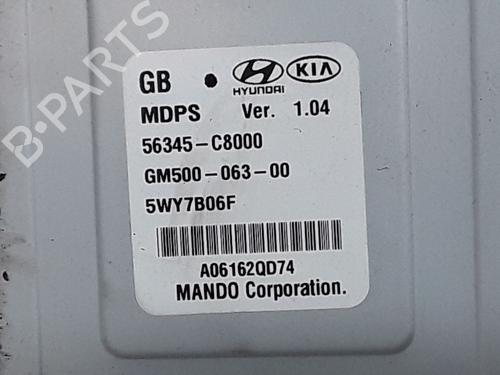 B-PARTS
GB
HYUNDAI
KIA
MDPS Ver. 1.04
56345-C8000
GM500-063-00
5WY7B06F
A06162QD74
MANDO Corporation.